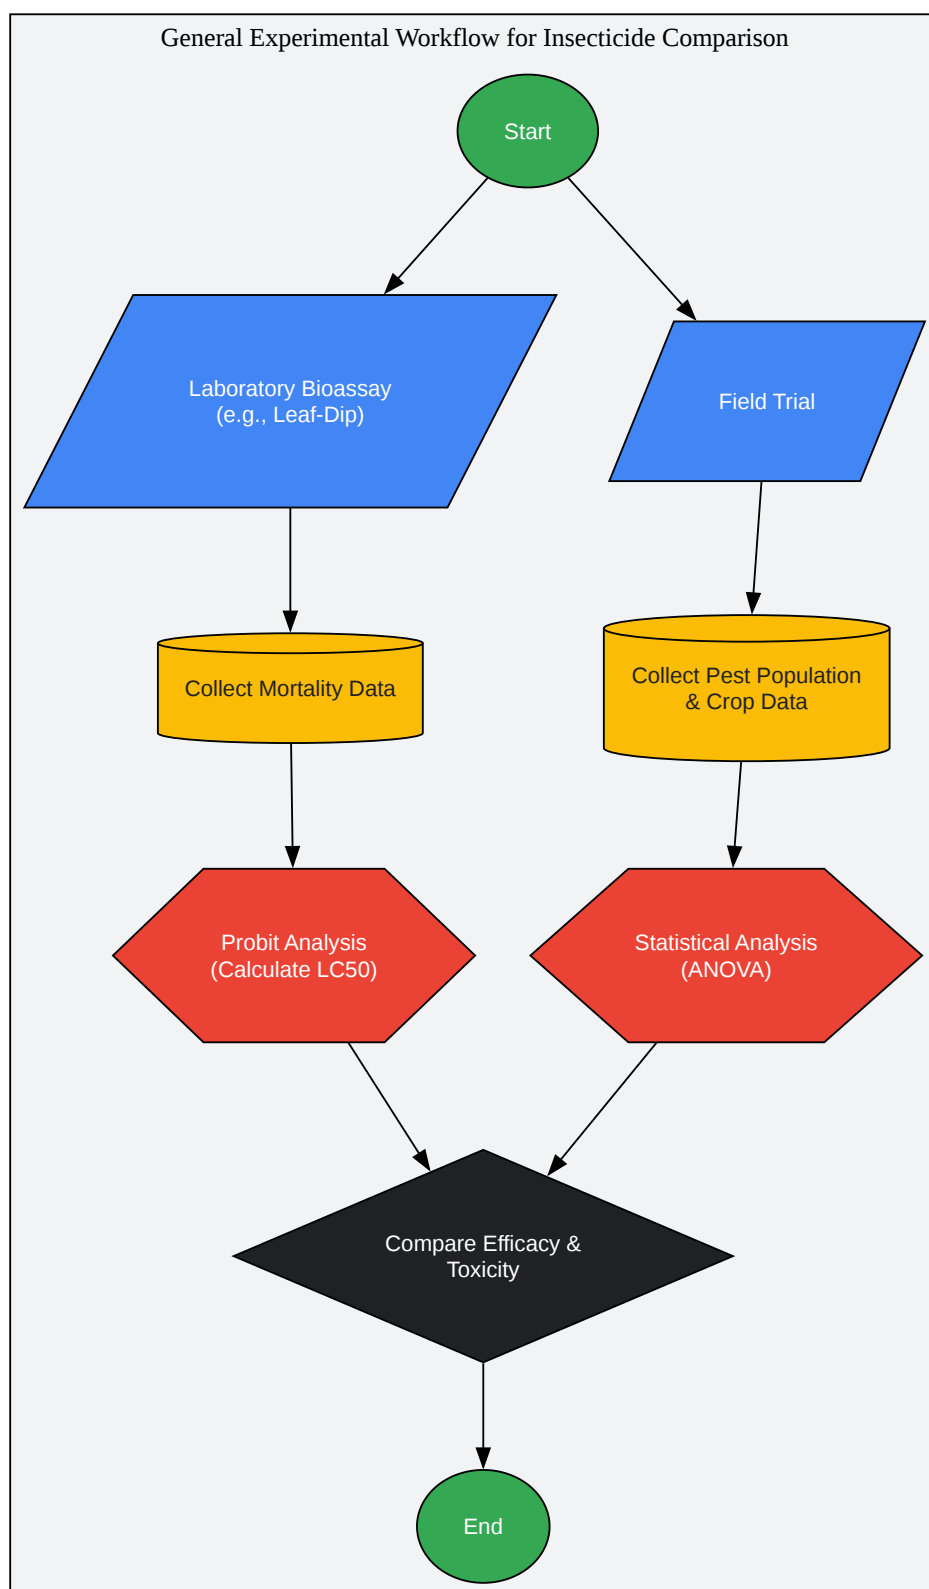 General Experimental Workflow for Insecticide Comparison
Start
Laboratory Bioassay
(e.g., Leaf-Dip)
Field Trial
Collect Mortality Data
Collect Pest Population
& Crop Data
Probit Analysis
(Calculate LC50)
Statistical Analysis
(ANOVA)
Compare Efficacy &
Toxicity
End